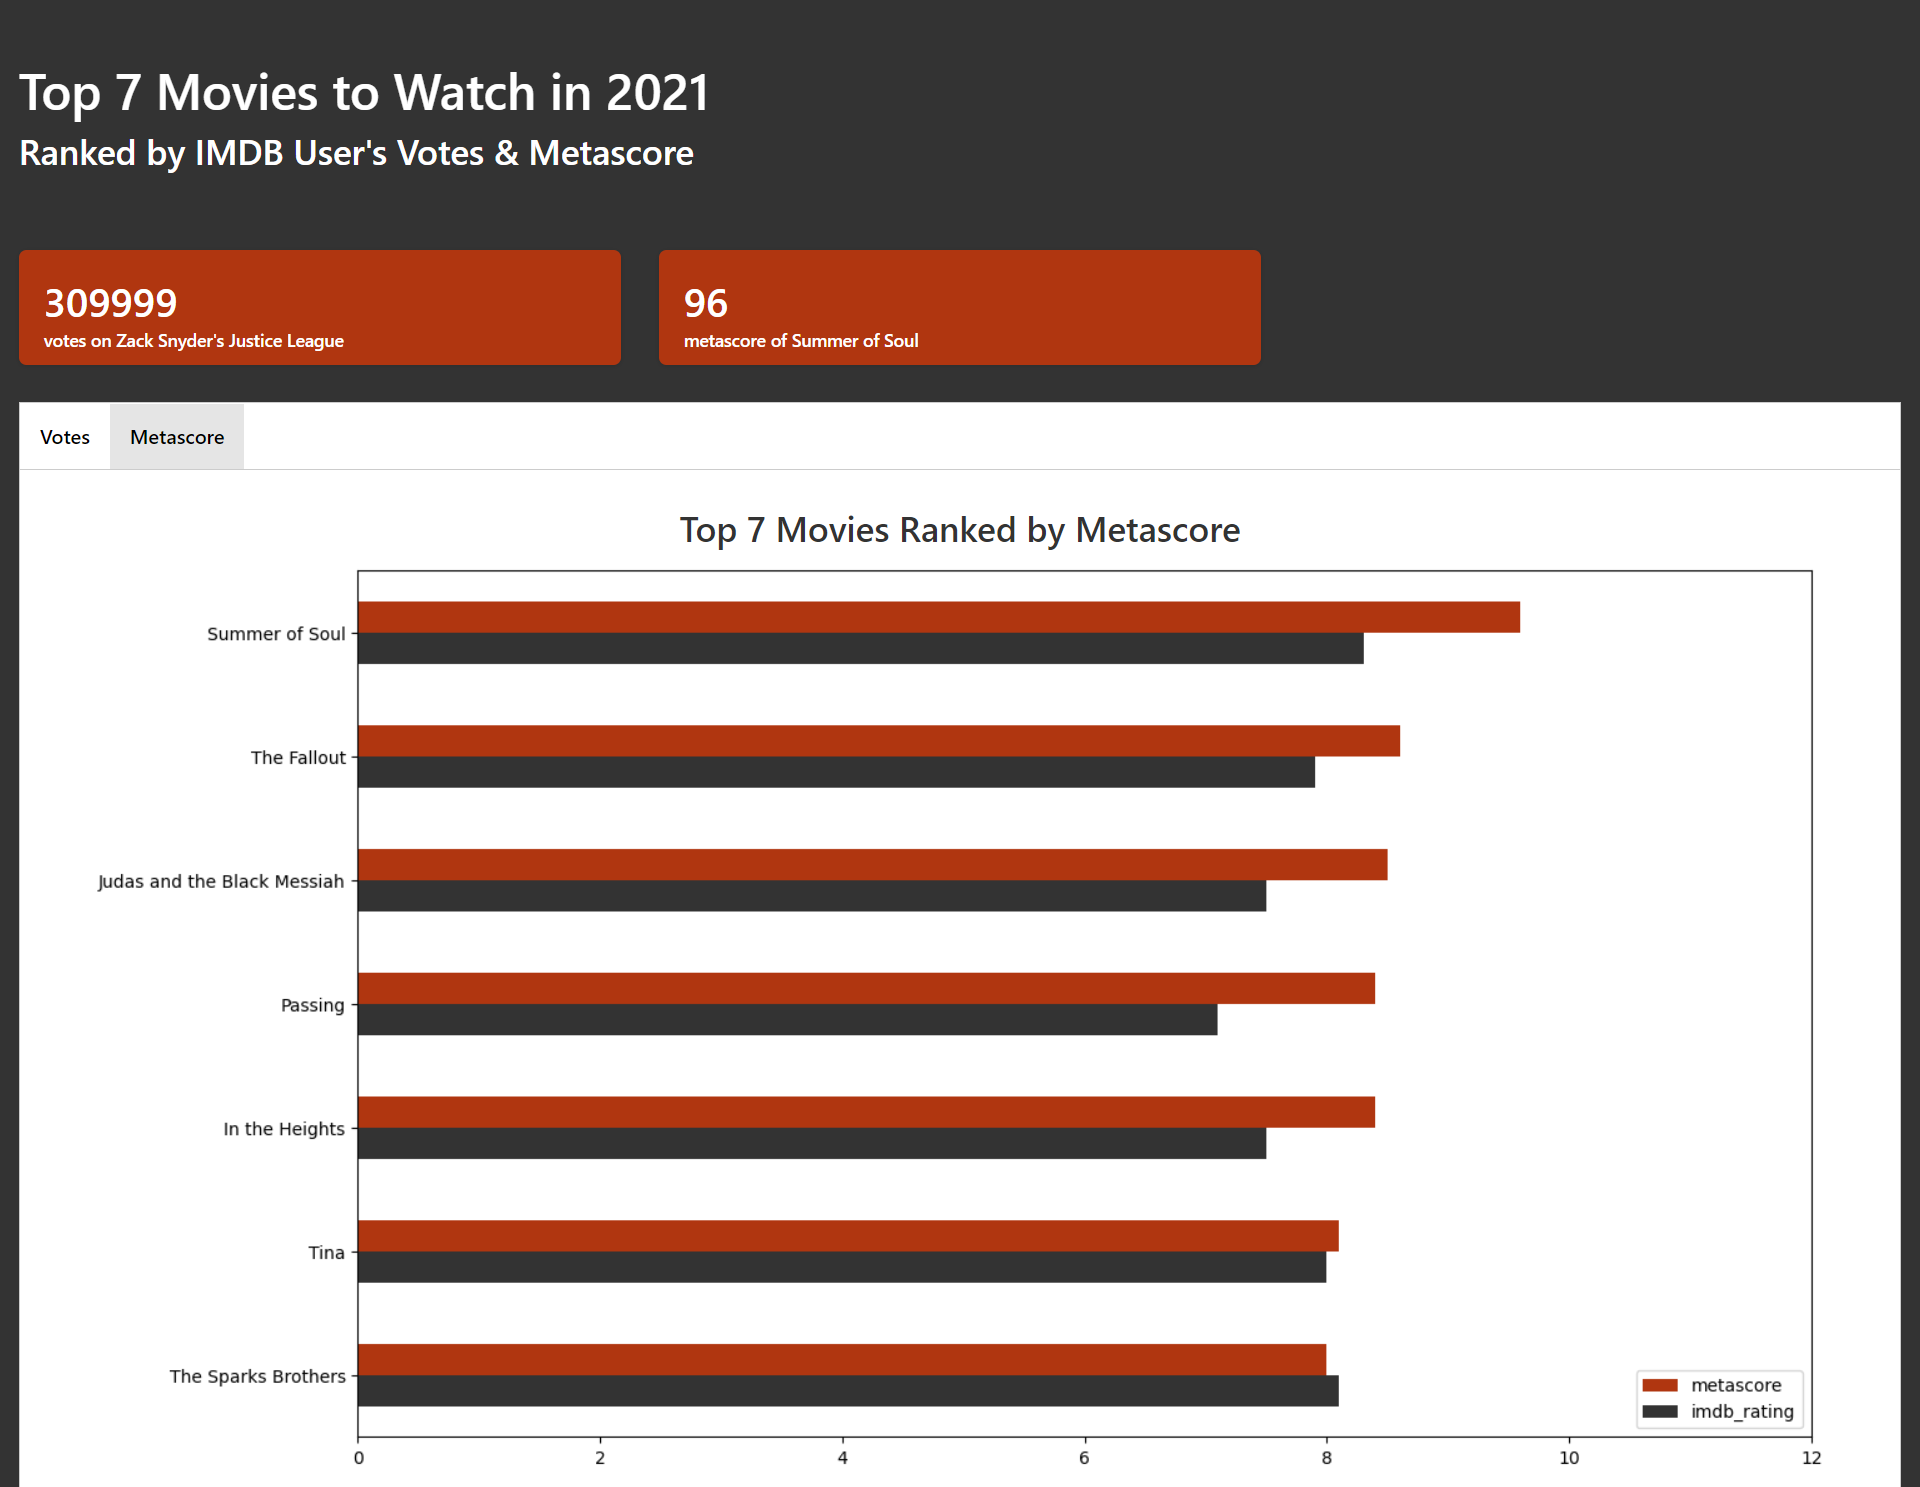 Top 7 Movies to Watch in 2021
Ranked by IMDB User's Votes & Metascore
309999
votes on Zack Snyder's Justice League
96
metascore of Summer of Soul
Votes
Metascore
Top 7 Movies Ranked by Metascore
Summer of Soul
The Fallout
Judas and the Black Messiah
Passing
In the Heights
Tina
The Sparks Brothers
metascore
imdb_rating
0 2 4 6 8 10 12